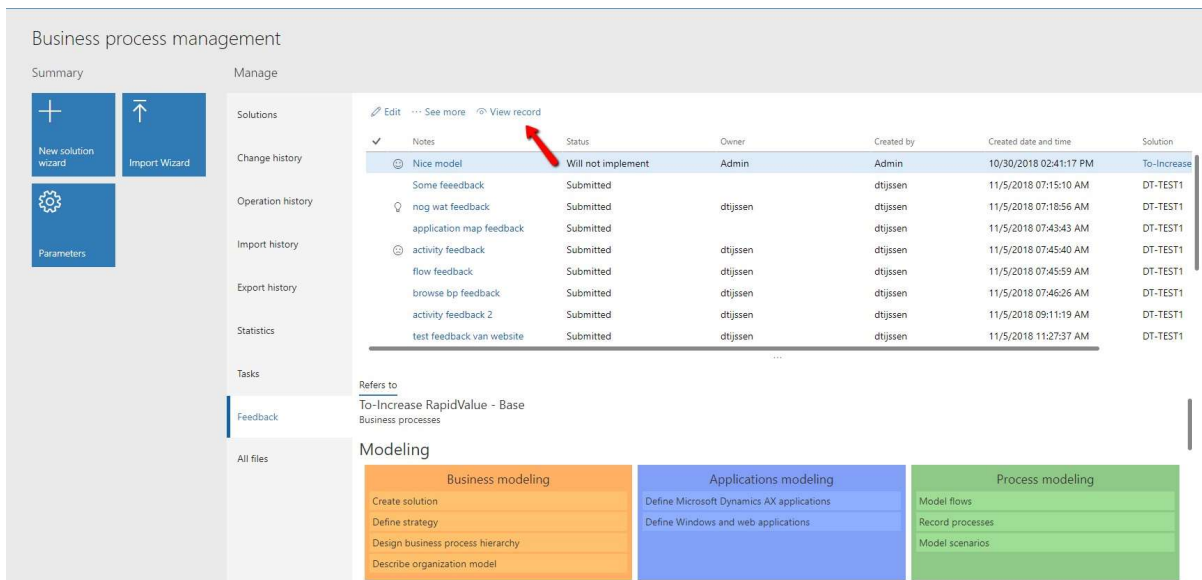 Business process management
Summary
Manage
New solution
wizard
Import Wizard
Parameters
Solutions
Change history
Operation history
Import history
Export history
Statistics
Tasks
Feedback
All files
Edit ··· See more View record
Notes Status Owner Created by Created date and time Solution
Nice model Will not implement Admin Admin 10/30/2018 02:41:17 PM To-Increase
Some feeedback Submitted dtijssen 11/5/2018 07:15:10 AM DT-TEST1
nog wat feedback Submitted dtijssen dtijssen 11/5/2018 07:18:56 AM DT-TEST1
application map feedback Submitted dtijssen 11/5/2018 07:43:43 AM DT-TEST1
activity feedback Submitted dtijssen dtijssen 11/5/2018 07:45:40 AM DT-TEST1
flow feedback Submitted dtijssen dtijssen 11/5/2018 07:45:59 AM DT-TEST1
browse bp feedback Submitted dtijssen dtijssen 11/5/2018 07:46:26 AM DT-TEST1
activity feedback 2 Submitted dtijssen dtijssen 11/5/2018 09:11:19 AM DT-TEST1
test feedback van website Submitted dtijssen dtijssen 11/5/2018 11:27:37 AM DT-TEST1
Refers to
To-Increase RapidValue - Base
Business processes
Modeling
Business modeling
Create solution
Define strategy
Design business process hierarchy
Describe organization model
Applications modeling
Define Microsoft Dynamics AX applications
Define Windows and web applications
Process modeling
Model flows
Record processes
Model scenarios